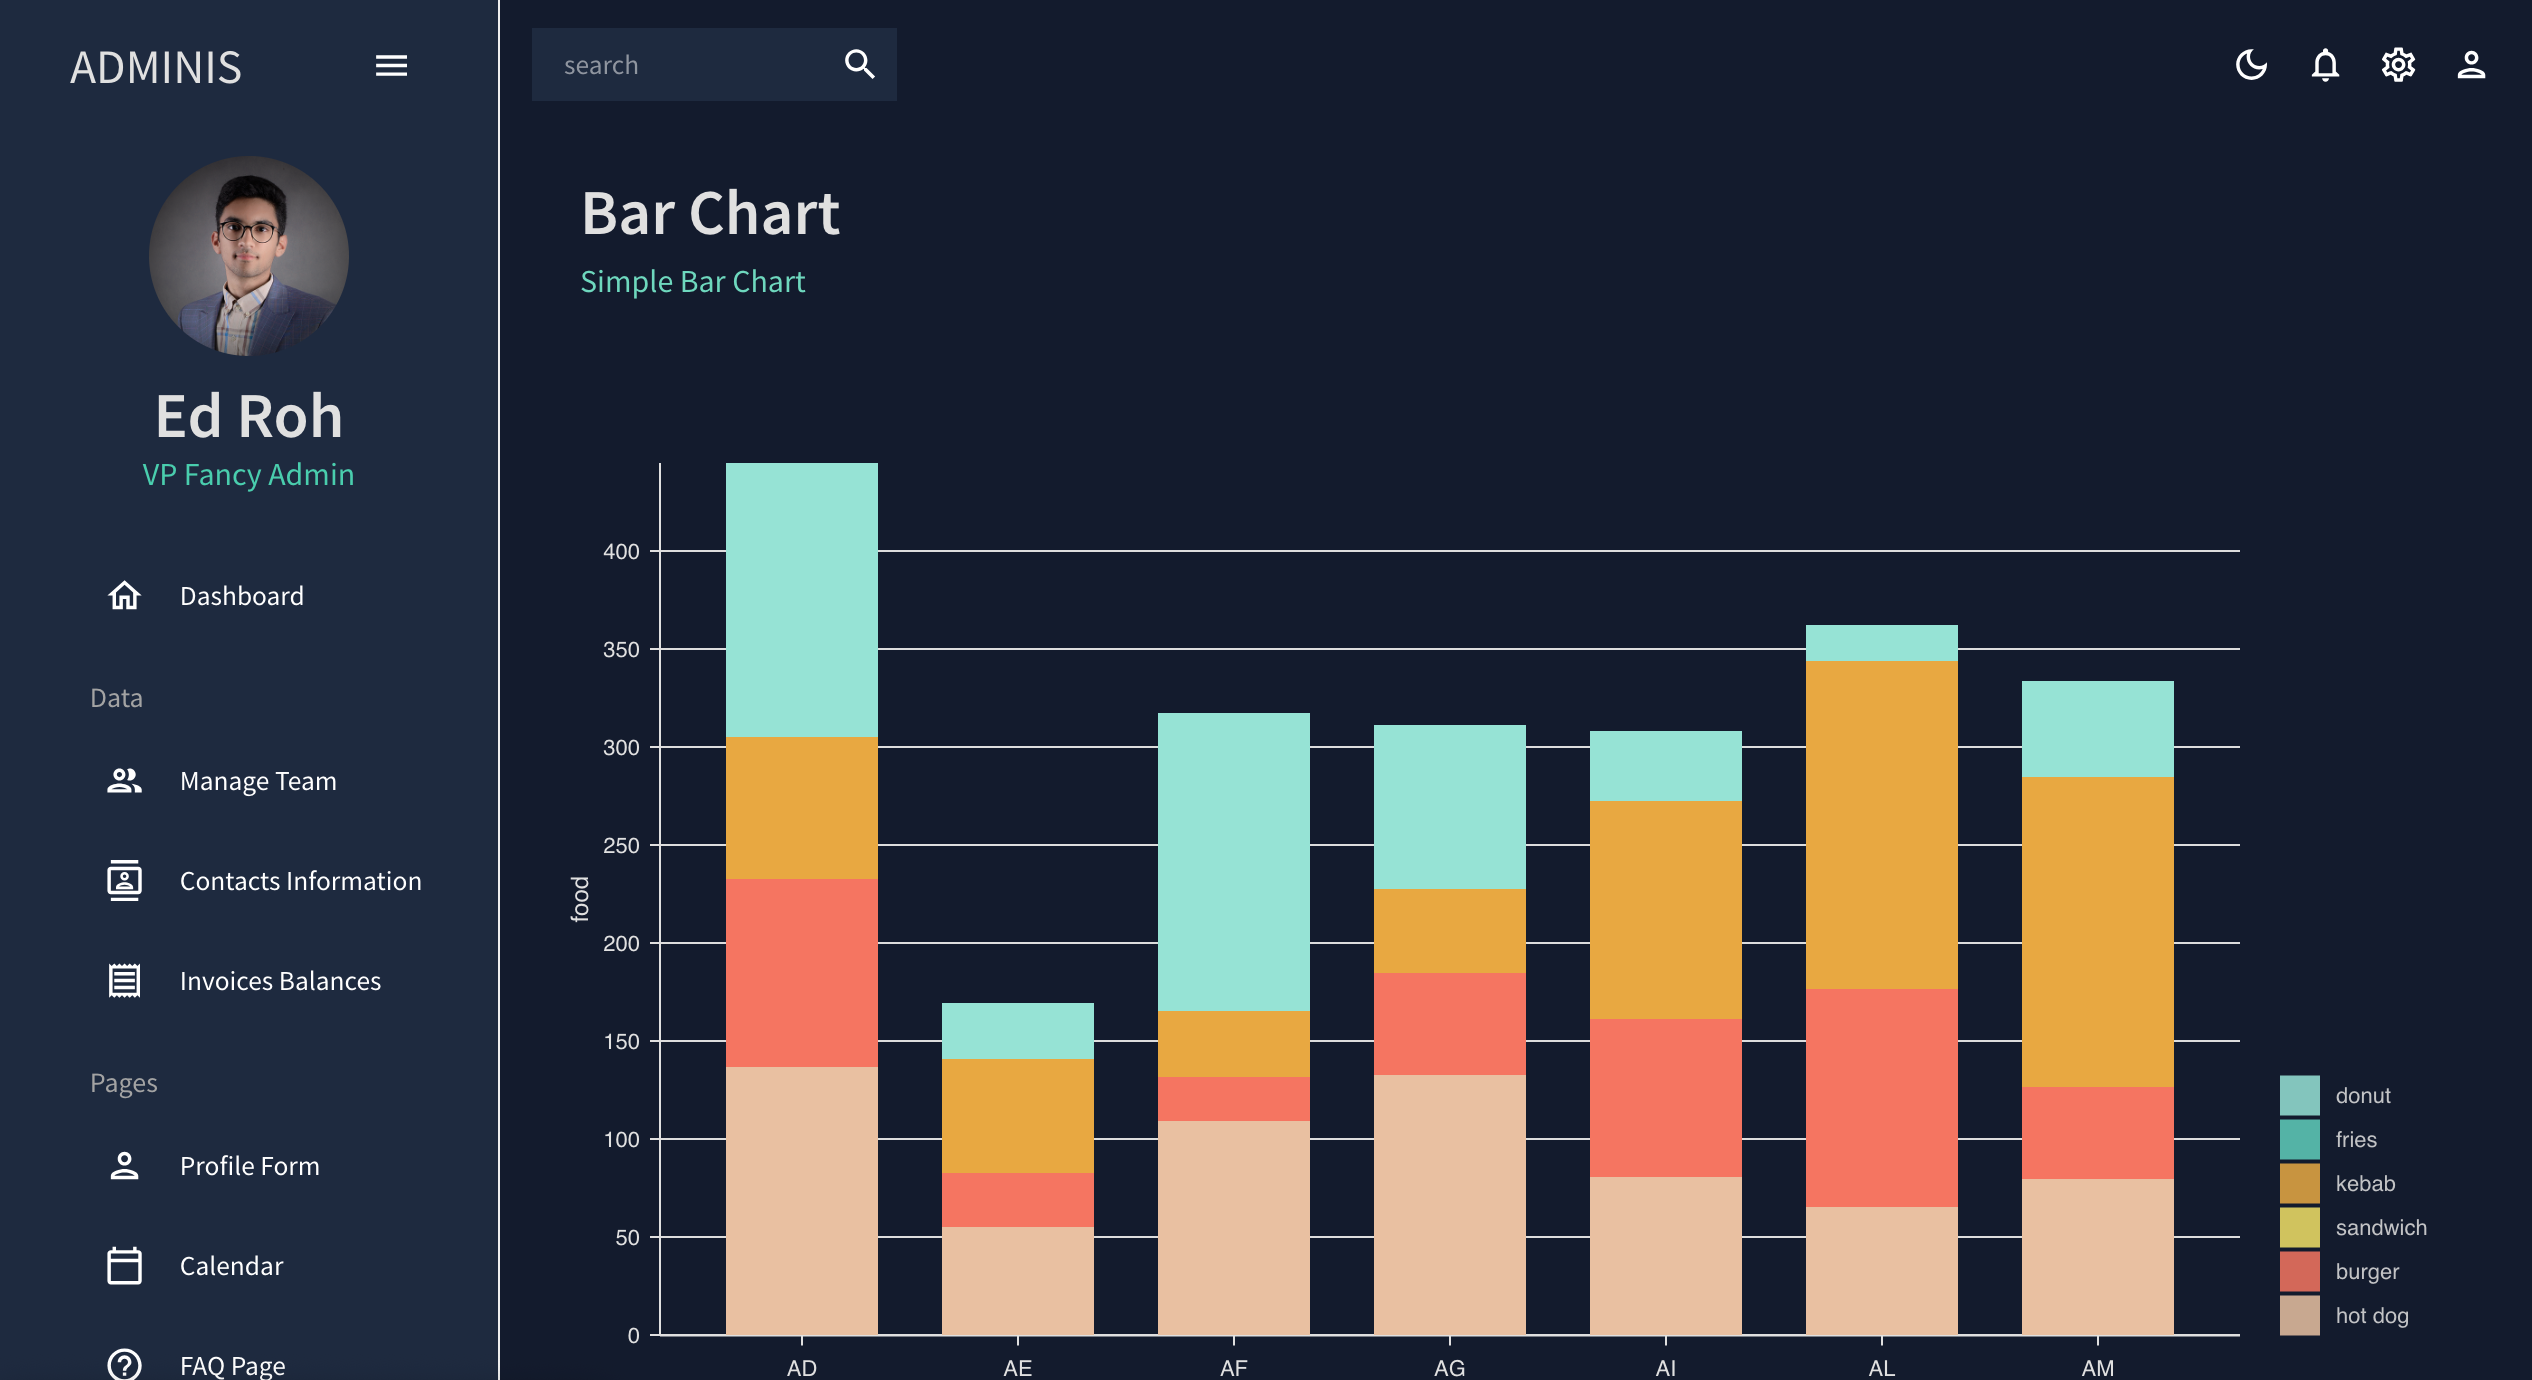 ADMINIS
Ed Roh
VP Fancy Admin
Dashboard
Data
Manage Team
Contacts Information
Invoices Balances
Pages
Profile Form
Calendar
FAQ Page
search
Bar Chart
Simple Bar Chart
food
400
350
300
250
200
150
100
50
0
AD AE AF AG AI AL AM
donut
fries
kebab
sandwich
burger
hot dog